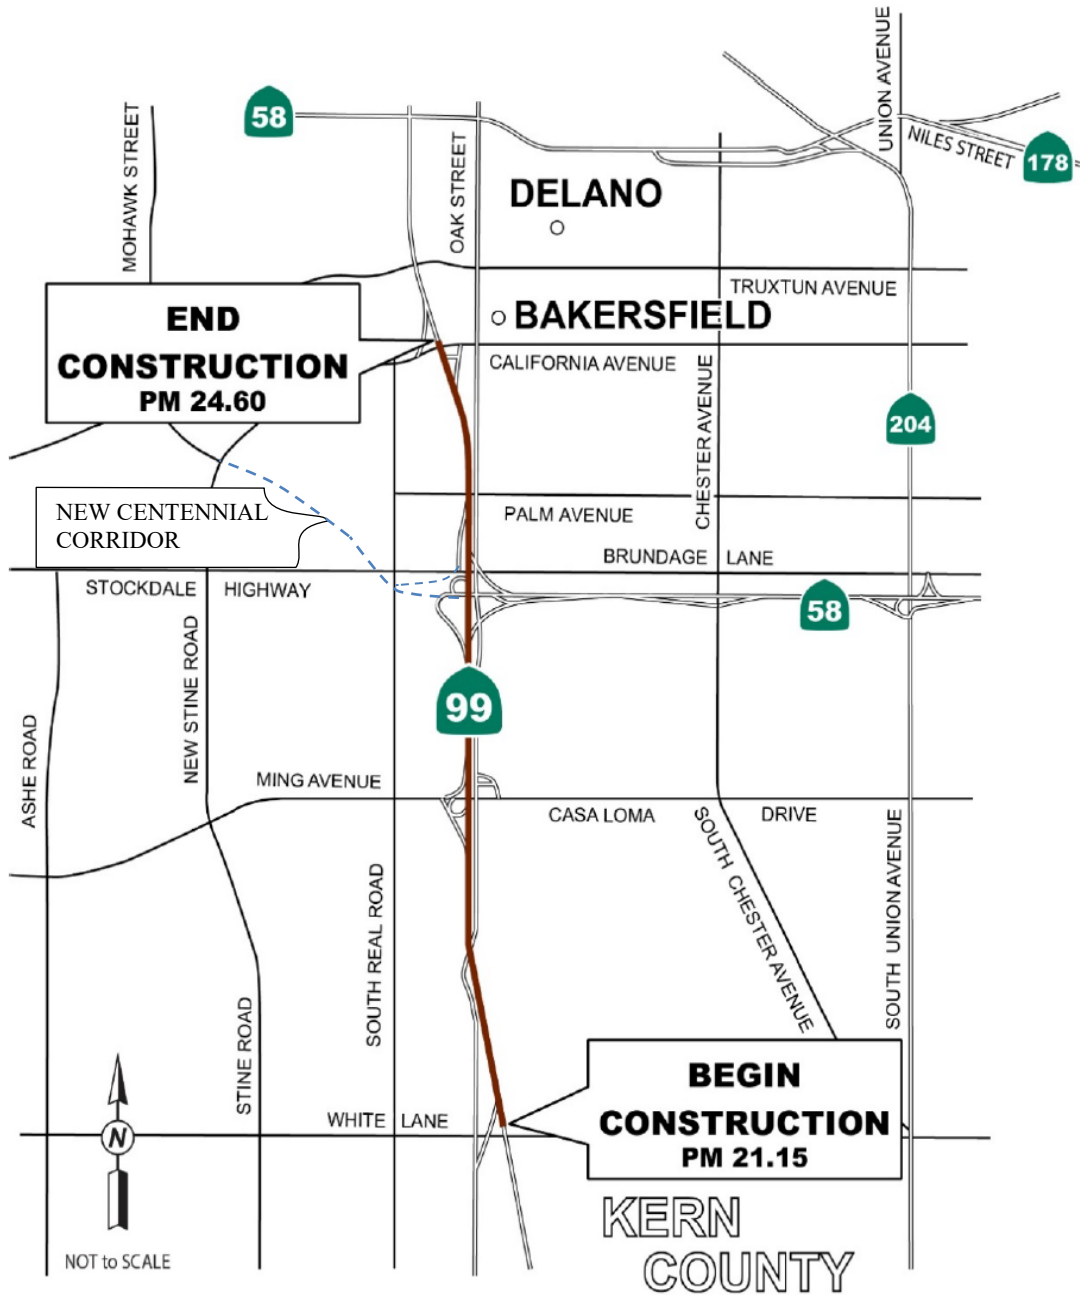 UNION AVENUE
58
MOHAWK STREET
OAK STREET
NILES STREET
178
DELANO
TRUXTUN AVENUE
END
CONSTRUCTION
PM 24.60
BAKERSFIELD
CALIFORNIA AVENUE
CHESTER AVENUE
204
NEW CENTENNIAL
CORRIDOR
PALM AVENUE
BRUNDAGE LANE
STOCKDALE HIGHWAY
58
NEW STINE ROAD
99
ASHE ROAD
MING AVENUE
CASA LOMA DRIVE
SOUTH CHESTER AVENUE
SOUTH UNION AVENUE
SOUTH REAL ROAD
STINE ROAD
BEGIN
CONSTRUCTION
PM 21.15
WHITE LANE
N
KERN
COUNTY
NOT to SCALE